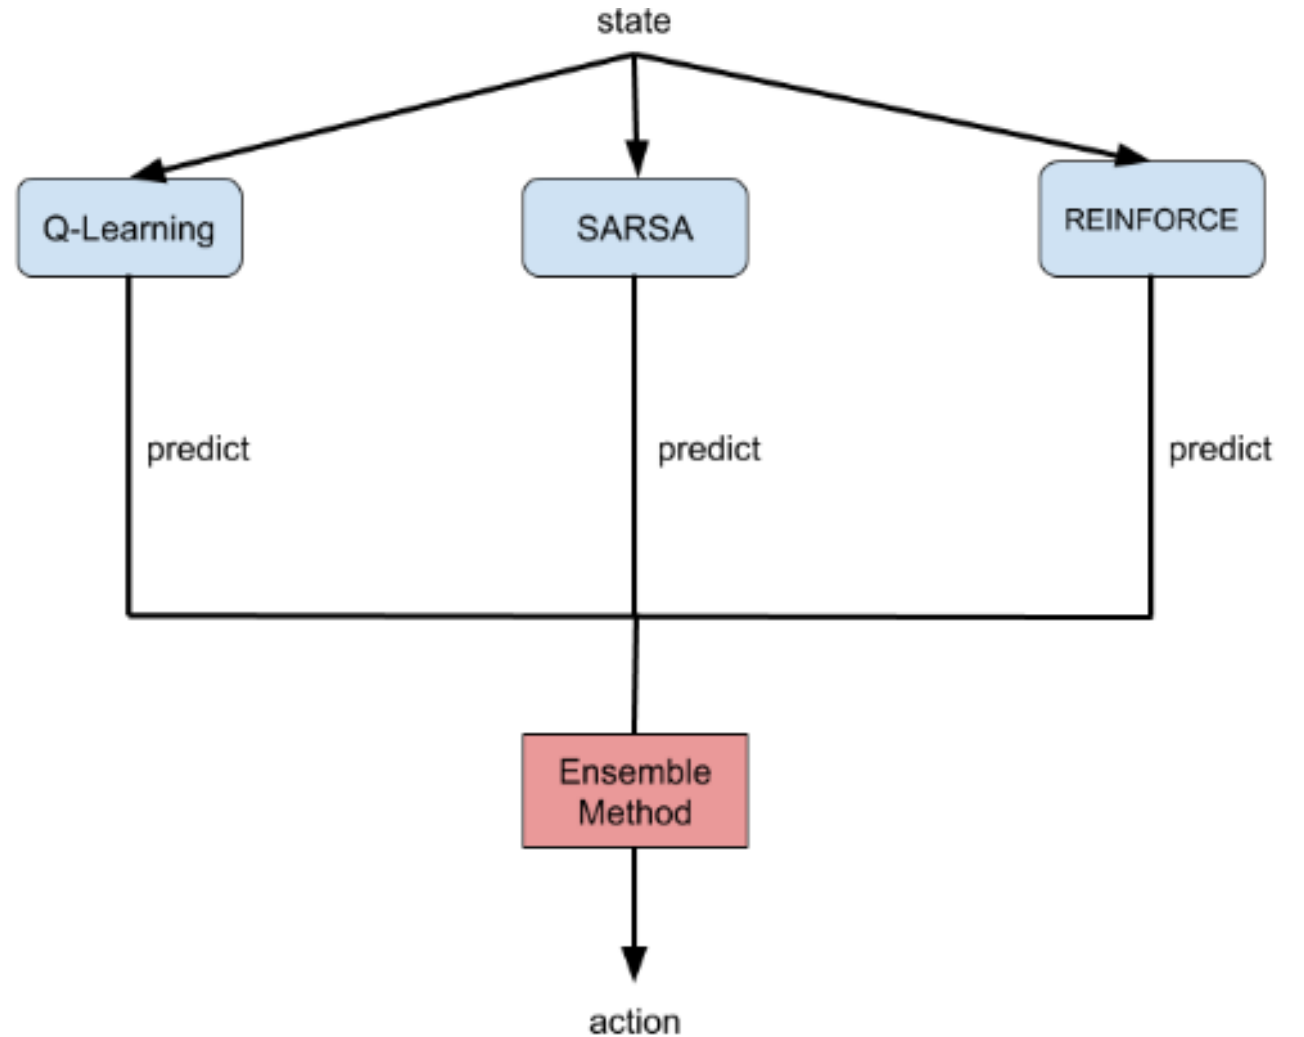 state
Q-Learning
SARSA
REINFORCE
predict
predict
predict
Ensemble
Method
action